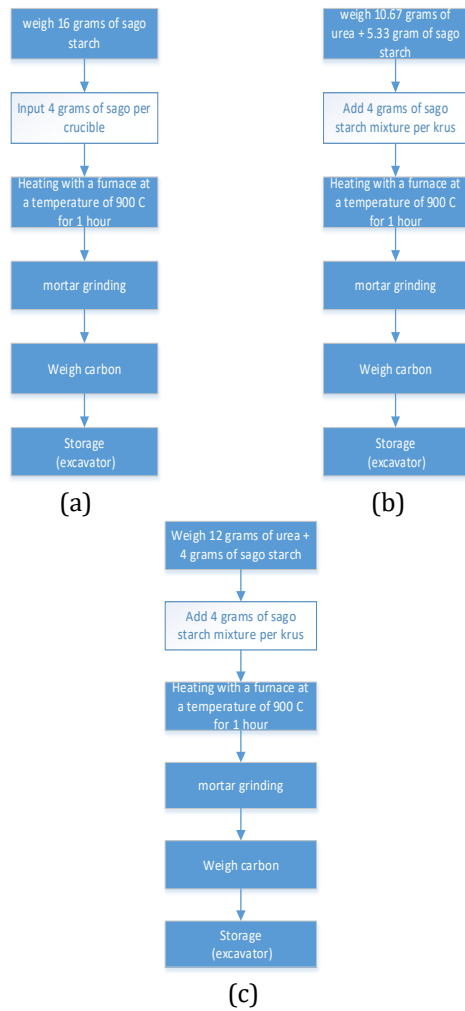 weigh 16 grams of sago
starch
Input 4 grams of sago per
crucible
Heating with a furnace at
a temperature of 900 C
for 1 hour
mortar grinding
Weigh carbon
Storage
(excavator)
(a)
weigh 10.67 grams of
urea + 5.33 gram of sago
starch
Add 4 grams of sago
starch mixture per krus
Heating with a furnace at
a temperature of 900 C
for 1 hour
mortar grinding
Weigh carbon
Storage
(excavator)
(b)
Weigh 12 grams of urea +
4 grams of sago starch
Add 4 grams of sago
starch mixture per krus
Heating with a furnace at
a temperature of 900 C
for 1 hour
mortar grinding
Weigh carbon
Storage
(excavator)
(c)